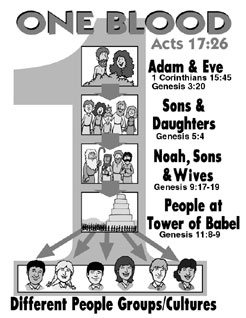 ONE BLOOD
Acts 17:26
Adam & Eve
1 Corinthians 15:45
Genesis 3:20
Sons &
Daughters
Genesis 5:4
Noah, Sons
& Wives
Genesis 9:17-19
People at
Tower of Babel
Genesis 11:8-9
Different People Groups/Cultures